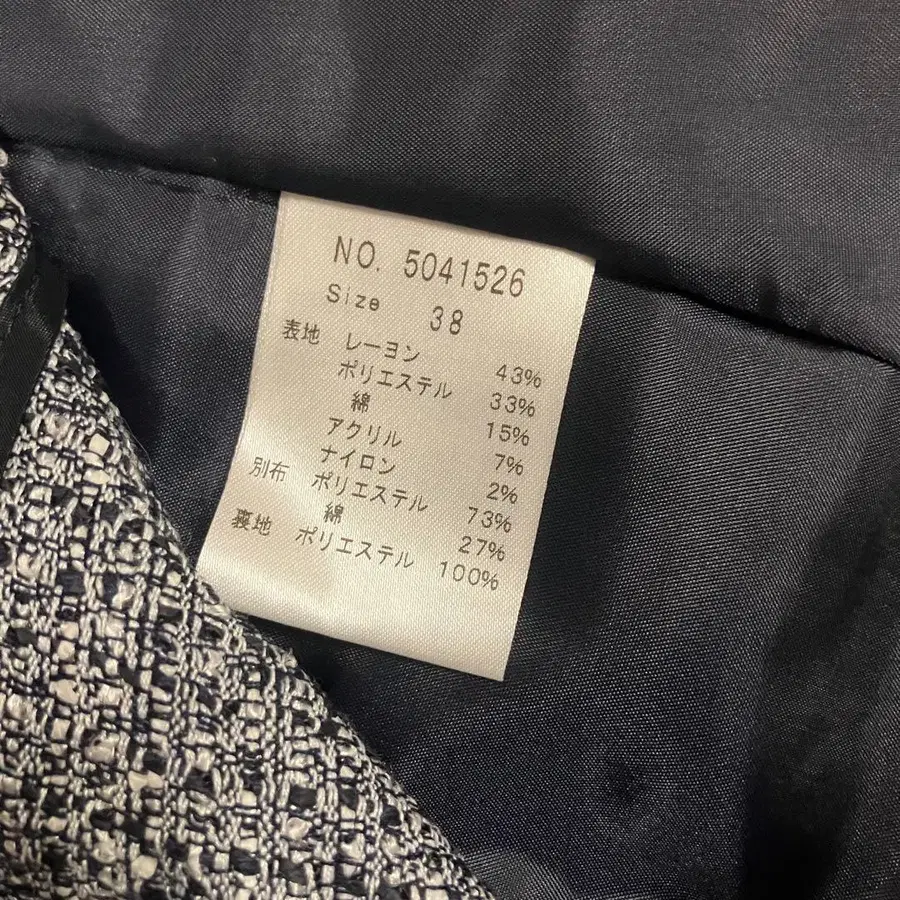 NO. 5041526
Size 38
表地 レーヨン 43%
ポリエステル 33%
綿 15%
アクリル 7%
ナイロン 2%
別布 ポリエステル 73%
綿 27%
裏地 ポリエステル 100%